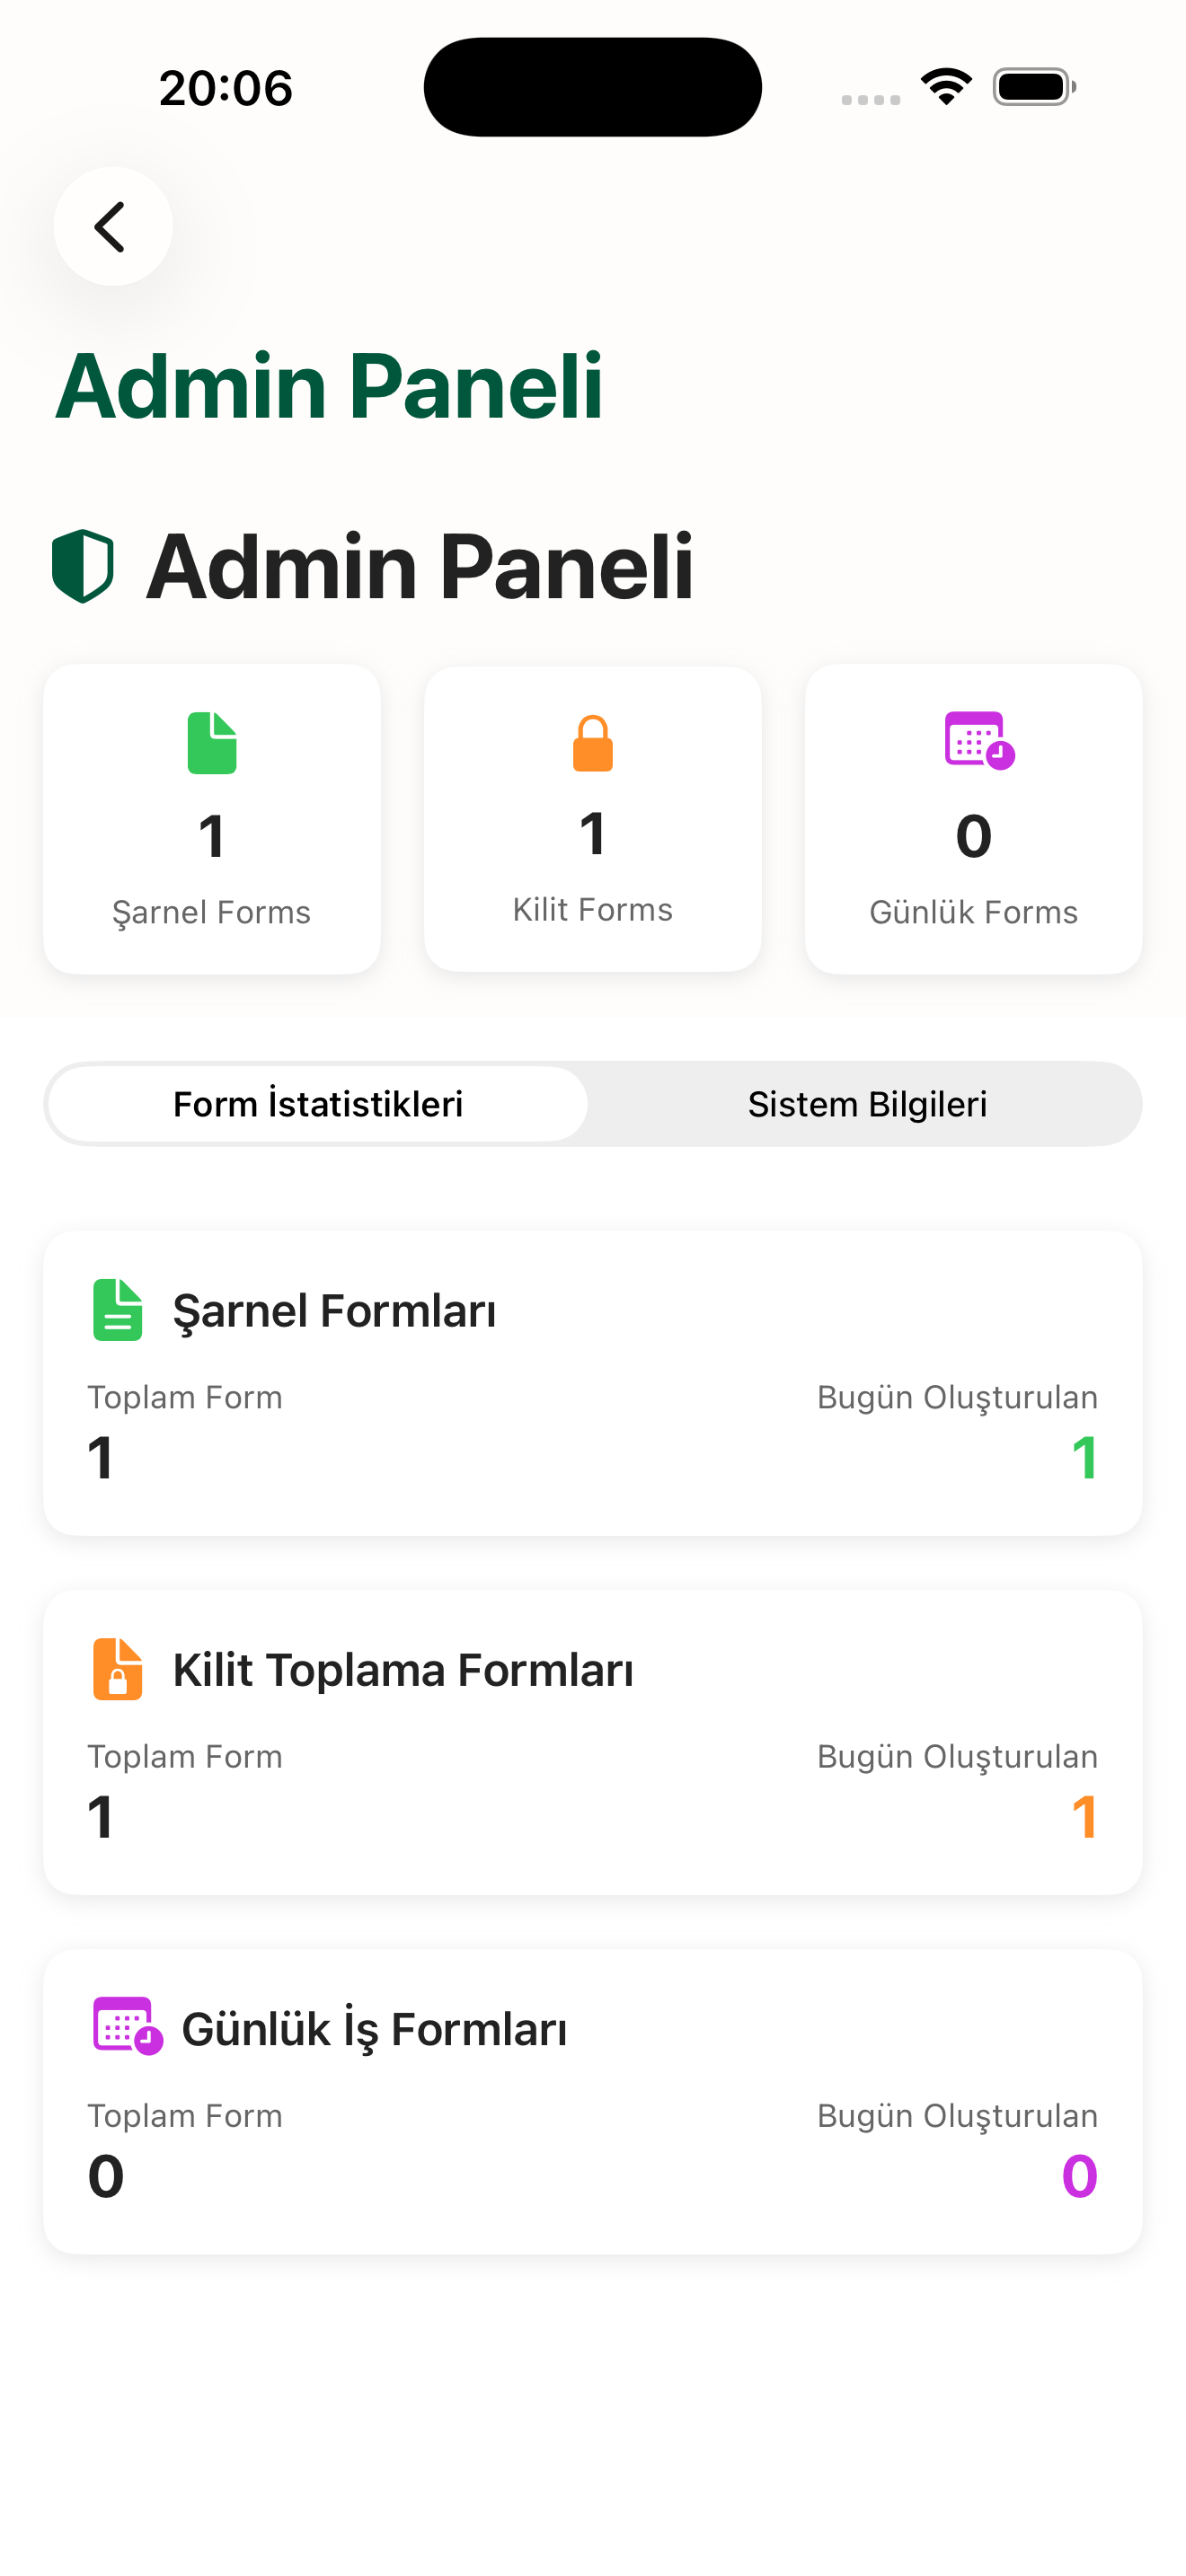 20:06
Admin Paneli
Admin Paneli
1
1
0
Şarnel Forms
Kilit Forms
Günlük Forms
Form İstatistikleri
Sistem Bilgileri
Şarnel Formları
Toplam Form
Bugün Oluşturulan
1
1
Kilit Toplama Formları
Toplam Form
Bugün Oluşturulan
1
1
Günlük İş Formları
Toplam Form
Bugün Oluşturulan
0
0